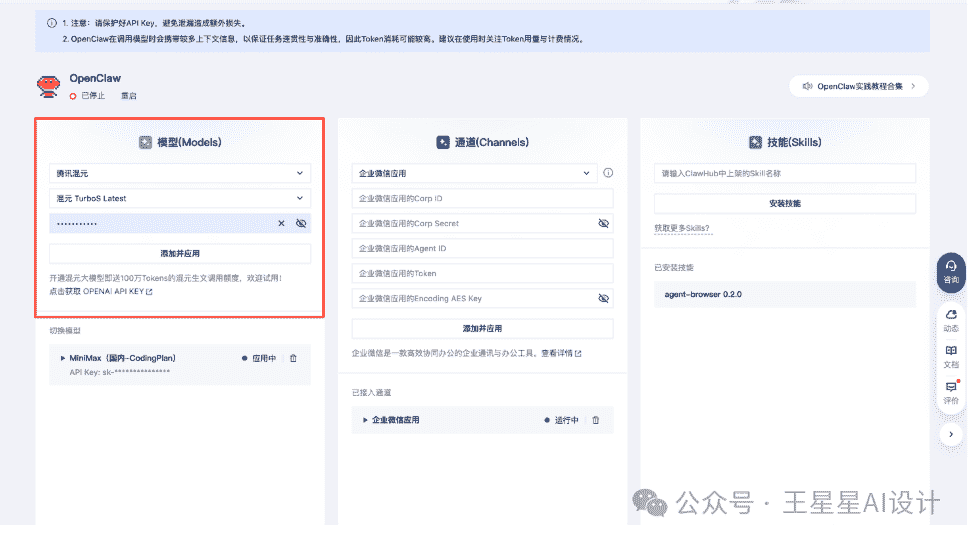 1. 注意：请保护好API Key，避免泄漏造成额外损失。
2. OpenClaw在调用模型时会携带较多上下文信息，以保证任务连贯性与准确性，因此Token消耗可能较高。建议在使用时关注Token用量与计费情况。
OpenClaw
已停止 重启
OpenClaw实践教程合集
模型(Models)
腾讯混元
混元 TurboS Latest
•••••••••••
添加并应用
开通混元大模型即送100万Tokens的混元生文调用额度，欢迎试用！
点击获取 OPENAI API KEY
切换模型
MiniMax（国内-CodingPlan） 应用中
API Key: sk-***************
通道(Channels)
企业微信应用
企业微信应用的Corp ID
企业微信应用的Corp Secret
企业微信应用的Agent ID
企业微信应用的Token
企业微信应用的Encoding AES Key
添加并应用
企业微信是一款高效协同办公的企业通讯与办公工具。查看详情
已接入通道
企业微信应用 运行中
技能(Skills)
请输入ClawHub中上架的Skill名称
安装技能
获取更多Skills?
已安装技能
agent-browser 0.2.0
咨询
动态
文档
评价
公众号 · 王星星AI设计